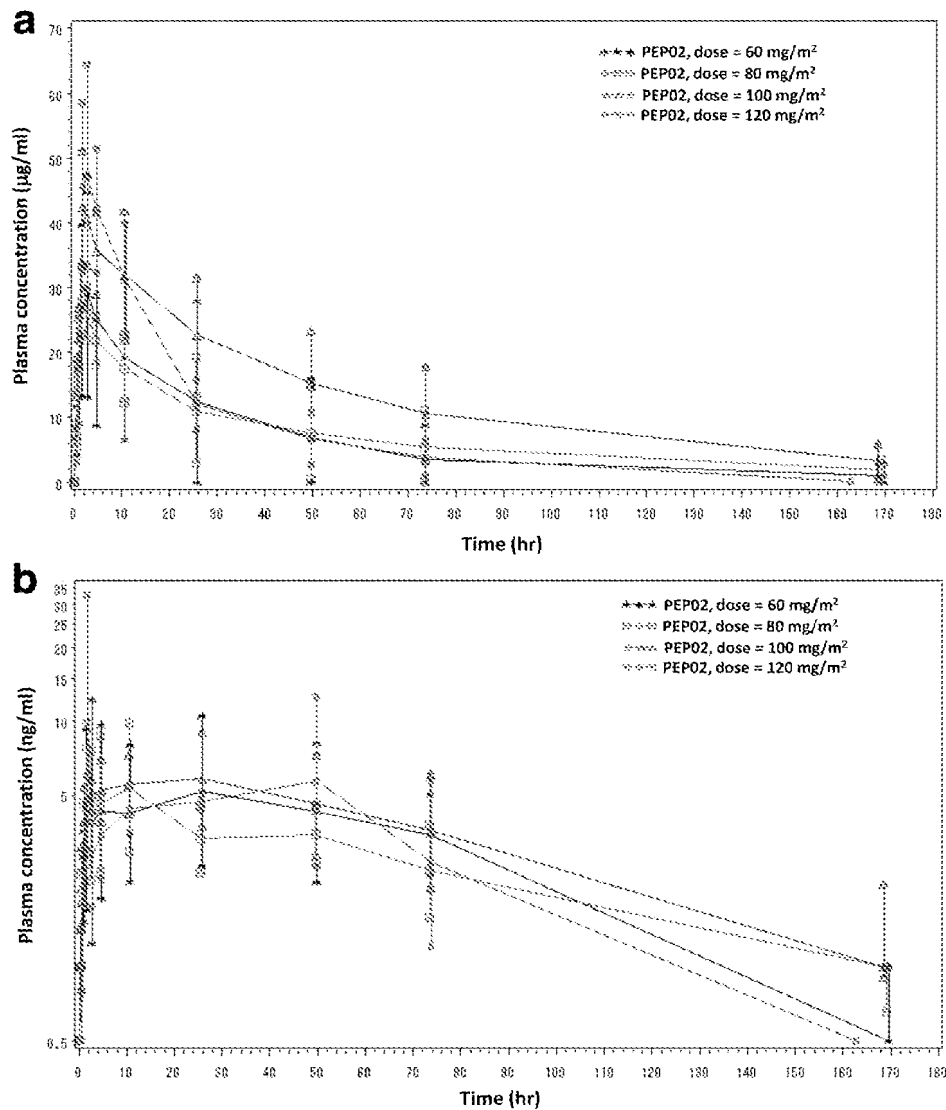 a
70
60
50
40
30
20
10
0
Plasma concentration (µg/ml)
PEP02, dose = 60 mg/m²
PEP02, dose = 80 mg/m²
PEP02, dose = 100 mg/m²
PEP02, dose = 120 mg/m²
0 10 20 30 40 50 60 70 80 90 100 110 120 130 140 150 160 170 180
Time (hr)
b
35
30
25
20
15
10
5
0.5
Plasma concentration (ng/ml)
PEP02, dose = 60 mg/m²
PEP02, dose = 80 mg/m²
PEP02, dose = 100 mg/m²
PEP02, dose = 120 mg/m²
0 10 20 30 40 50 60 70 80 90 100 110 120 130 140 150 160 170 180
Time (hr)